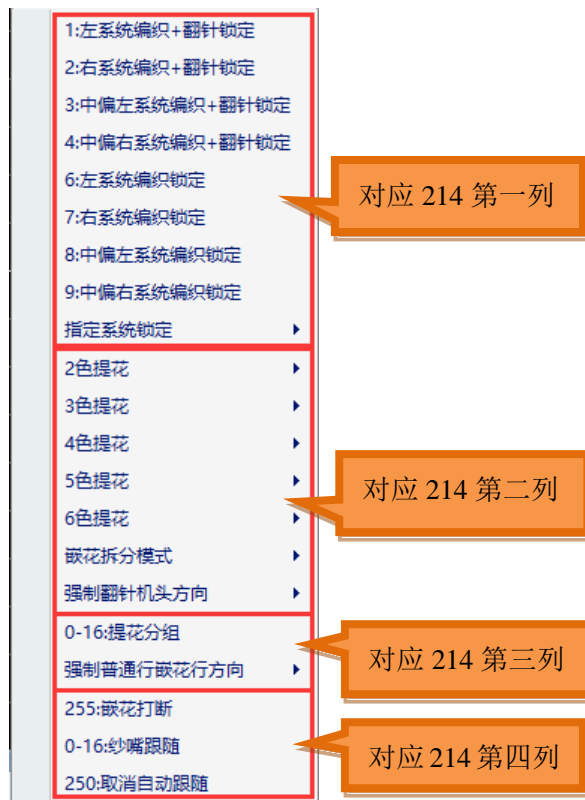 1:左系统编织+翻针锁定
2:右系统编织+翻针锁定
3:中偏左系统编织+翻针锁定
4:中偏右系统编织+翻针锁定
6:左系统编织锁定
7:右系统编织锁定
8:中偏左系统编织锁定
9:中偏右系统编织锁定
指定系统锁定
对应 214 第一列
2色提花
3色提花
4色提花
5色提花
6色提花
嵌花拆分模式
强制翻针机头方向
对应 214 第二列
0-16:提花分组
强制普通行嵌花行方向
对应 214 第三列
255:嵌花打断
0-16:纱嘴跟随
250:取消自动跟随
对应 214 第四列